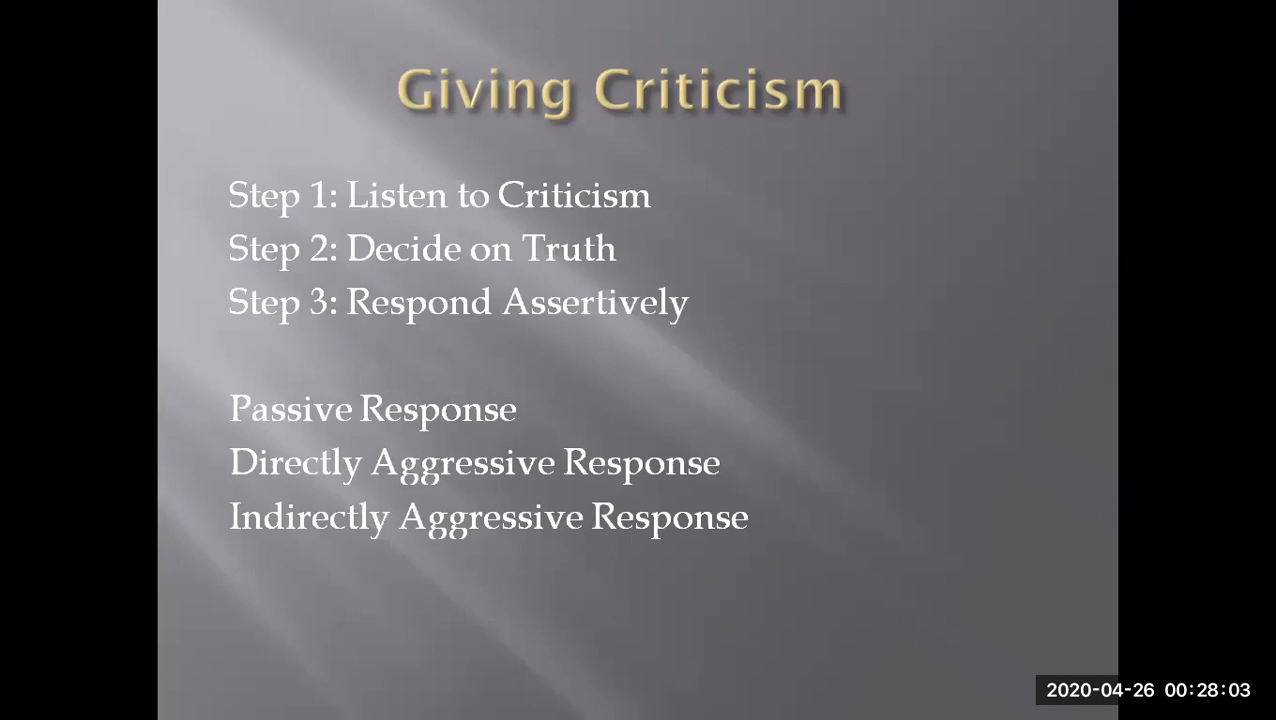 Giving Criticism
Step 1: Listen to Criticism
Step 2: Decide on Truth
Step 3: Respond Assertively
Passive Response
Directly Aggressive Response
Indirectly Aggressive Response
2020-04-26 00:28:03